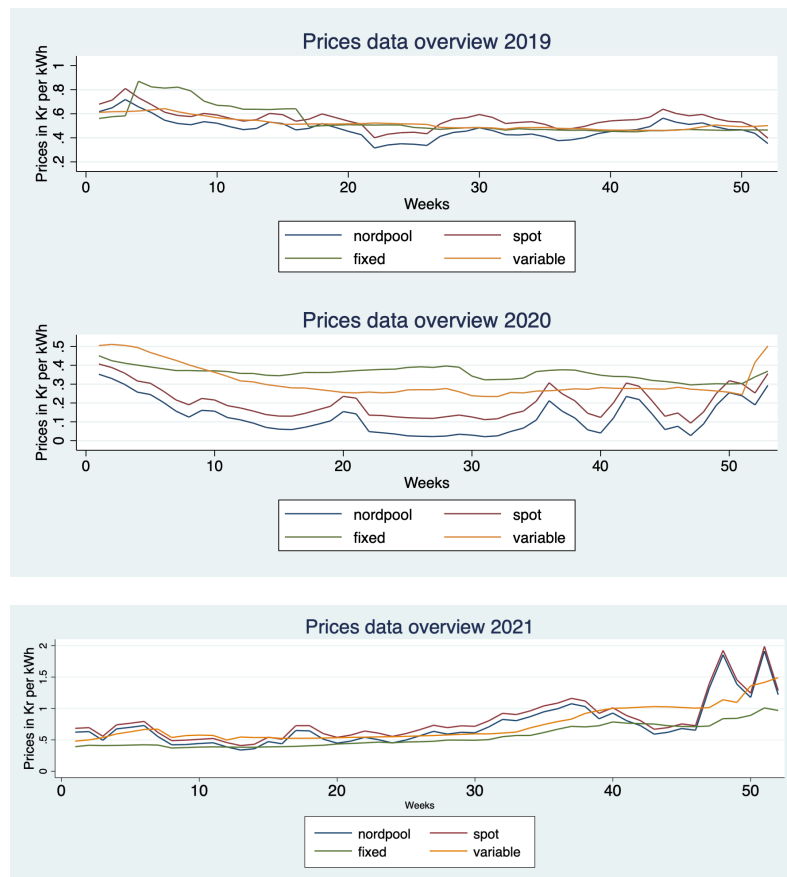 Prices data overview 2019
Prices in Kr per kWh
1
.8
.6
.4
.2
0 10 20 30 40 50
Weeks
nordpool spot
fixed variable
Prices data overview 2020
Prices in Kr per kWh
.5
.4
.3
.2
.1
0
0 10 20 30 40 50
Weeks
nordpool spot
fixed variable
Prices data overview 2021
Prices in Kr per kWh
2
1.5
1
.5
0
0 10 20 30 40 50
Weeks
nordpool spot
fixed variable